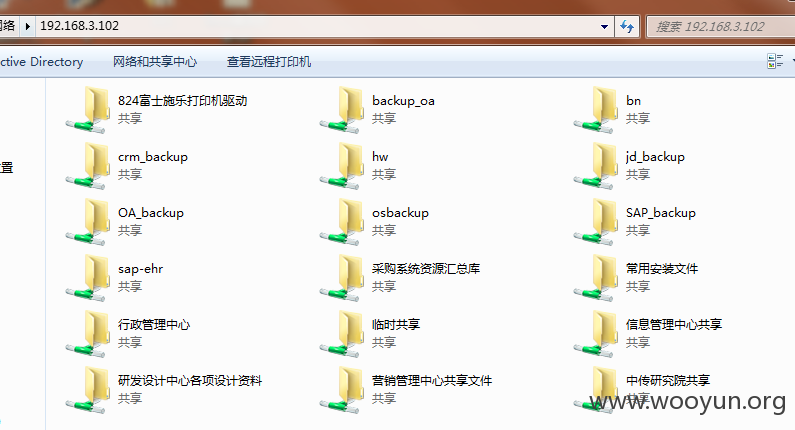 网络 ▸ 192.168.3.102
搜索 192.168.3.102
ctive Directory 网络和共享中心 查看远程打印机
824富士施乐打印机驱动 backup_oa bn
共享 共享 共享
crm_backup hw jd_backup
共享 共享 共享
OA_backup osbackup SAP_backup
共享 共享 共享
sap-ehr 采购系统资源汇总库 常用安装文件
共享 共享 共享
置
行政管理中心 临时共享 信息管理中心共享
共享 共享 共享
研发设计中心各项设计资料 营销管理中心共享文件 中传研究院共享
共享 共享 共享
www.wooyun.org